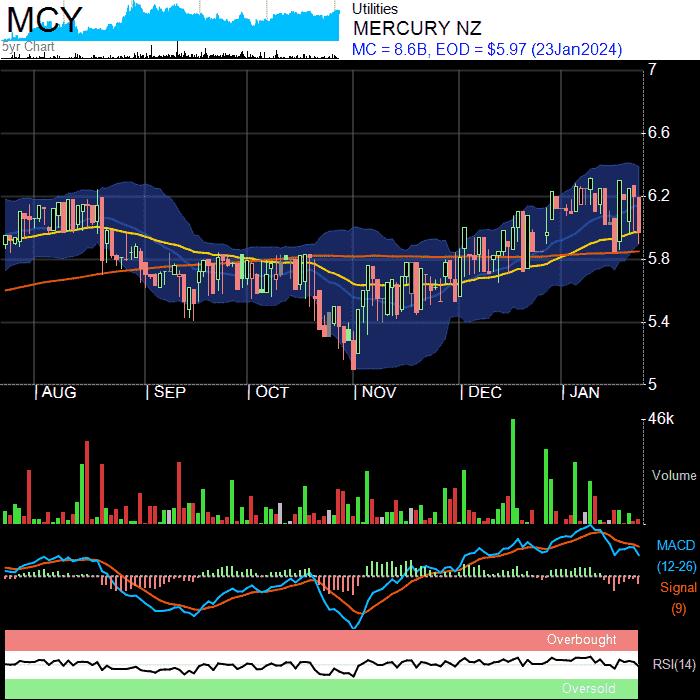 MCY
5yr Chart
Utilities
MERCURY NZ
MC = 8.6B, EOD = $5.97 (23Jan2024)
7
6.6
6.2
5.8
5.4
5
AUG
SEP
OCT
NOV
DEC
JAN
46k
Volume
MACD
(12-26)
Signal
(9)
Overbought
RSI(14)
Oversold